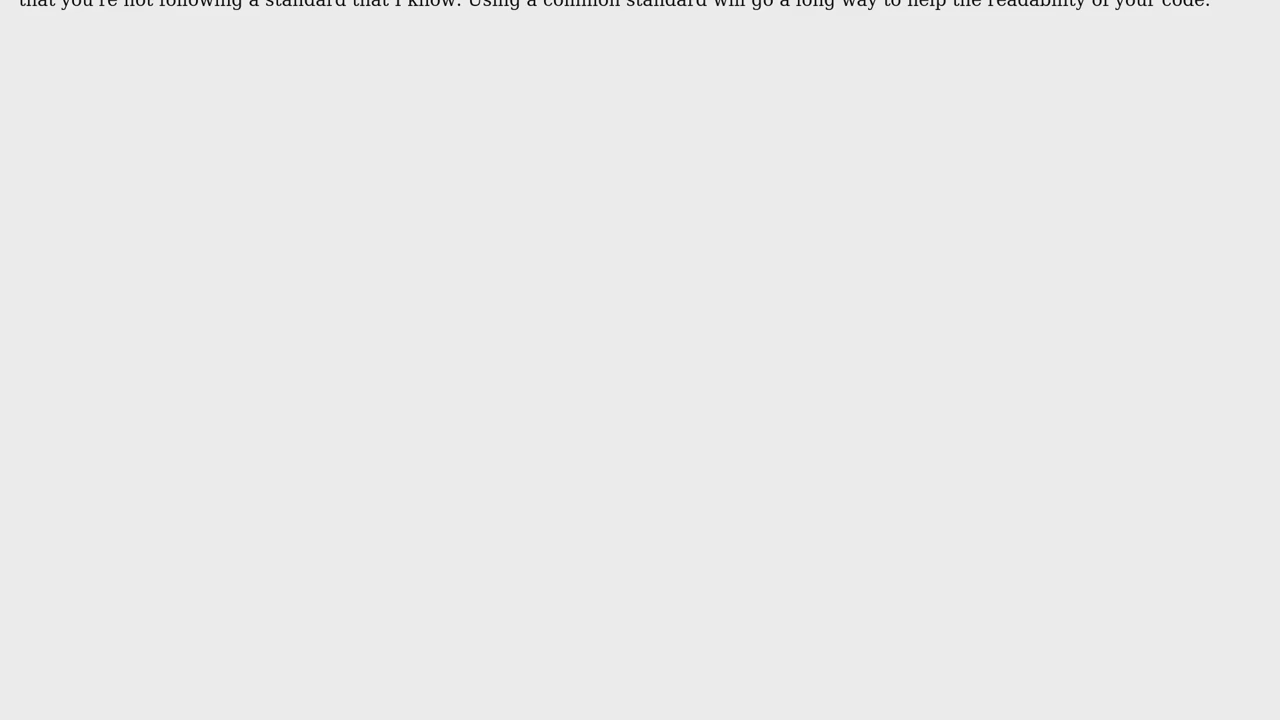 that you're not following a standard that I know. Using a common standard will go a long way to help the readability of your code.